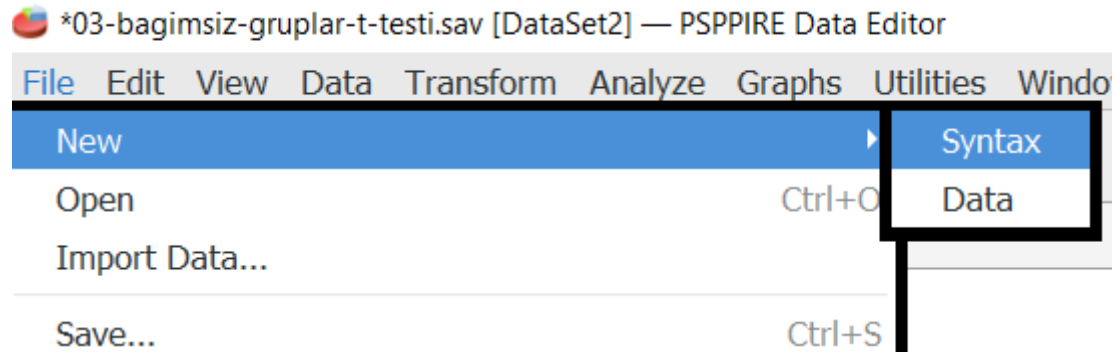 *03-bagimsiz-gruplar-t-testi.sav [DataSet2] — PSPPIRE Data Editor
File Edit View Data Transform Analyze Graphs Utilities Windo
New Syntax
Open Ctrl+O Data
Import Data...
Save... Ctrl+S